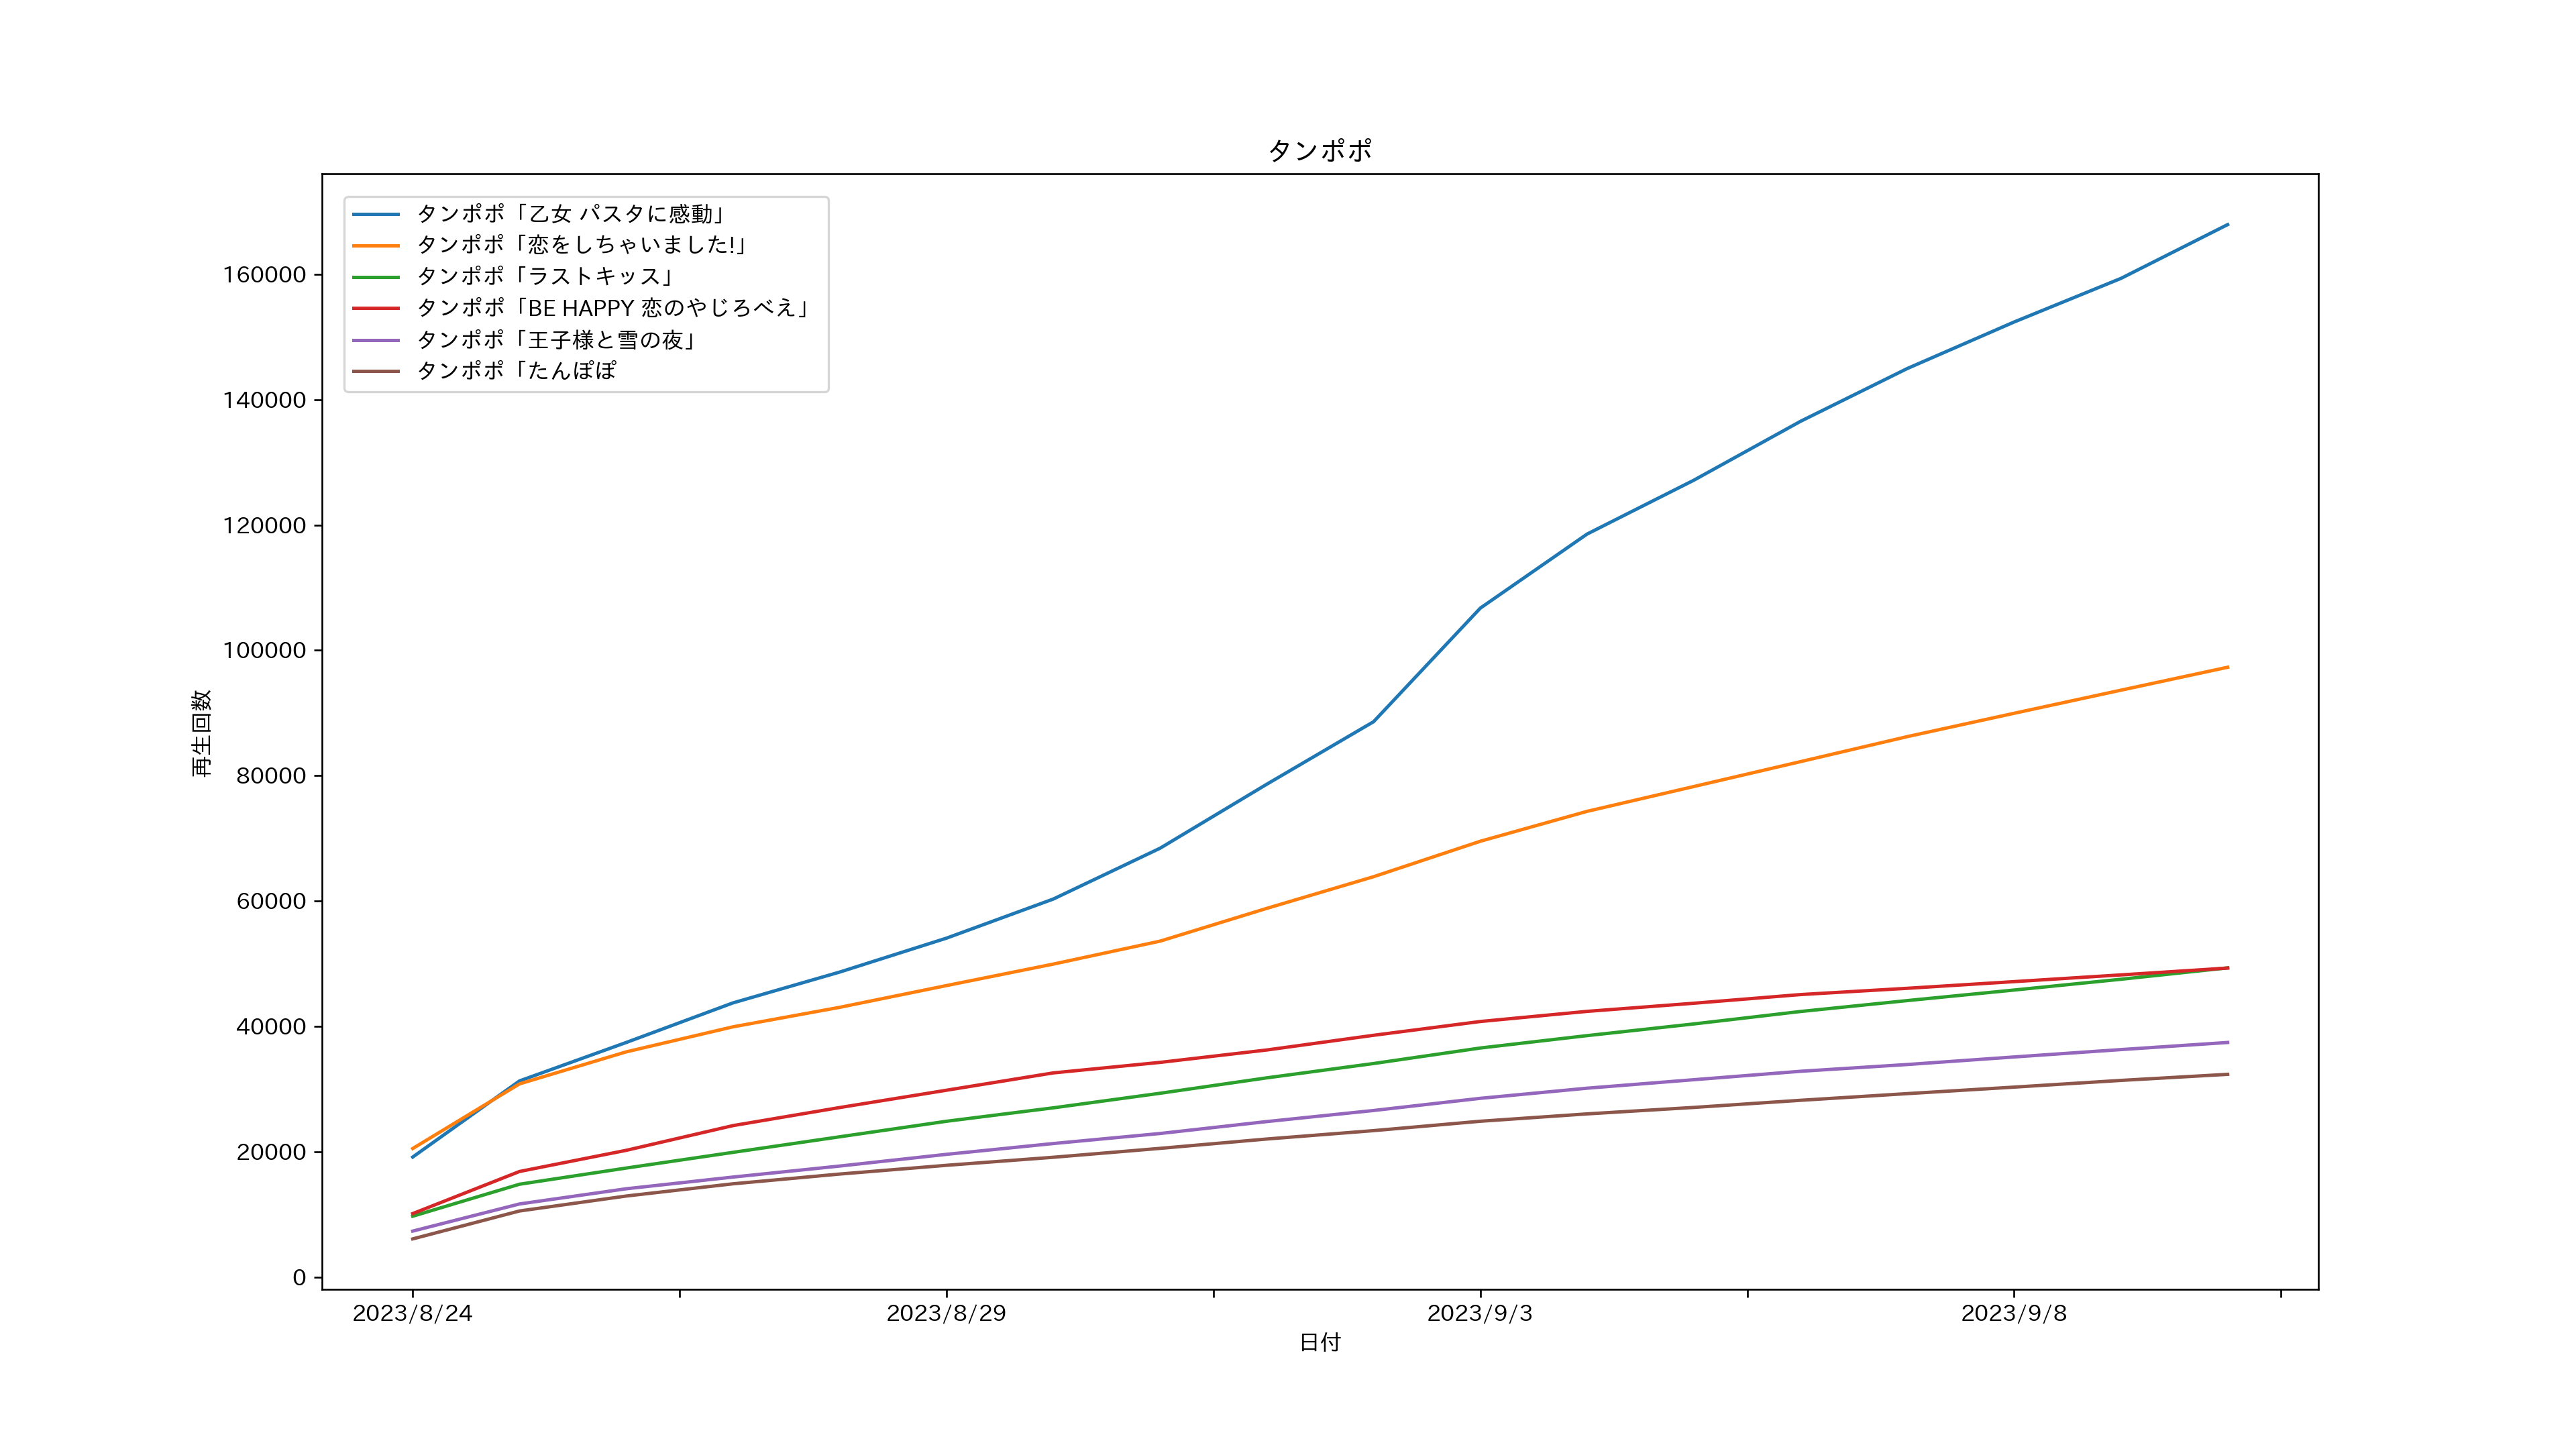 タンポポ
タンポポ「乙女 パスタに感動」
タンポポ「恋をしちゃいました!」
タンポポ「ラストキッス」
タンポポ「BE HAPPY 恋のやじろべえ」
タンポポ「王子様と雪の夜」
タンポポ「たんぽぽ
160000
140000
120000
100000
80000
60000
40000
20000
0
再生回数
2023/8/24
2023/8/29
2023/9/3
2023/9/8
日付